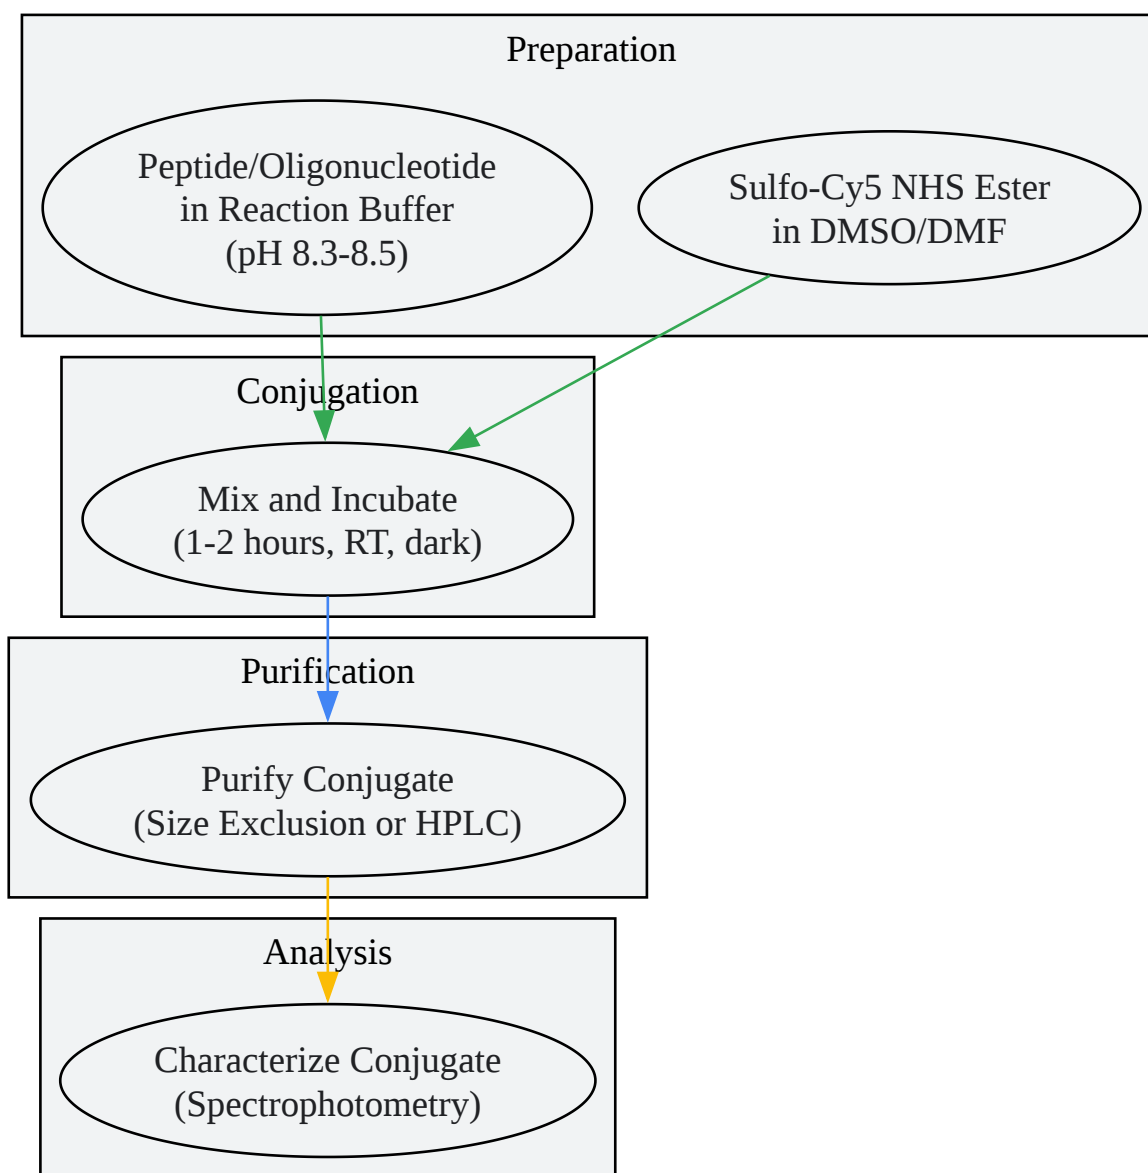 Preparation
Peptide/Oligonucleotide
in Reaction Buffer
(pH 8.3-8.5)
Sulfo-Cy5 NHS Ester
in DMSO/DMF
Conjugation
Mix and Incubate
(1-2 hours, RT, dark)
Purification
Purify Conjugate
(Size Exclusion or HPLC)
Analysis
Characterize Conjugate
(Spectrophotometry)